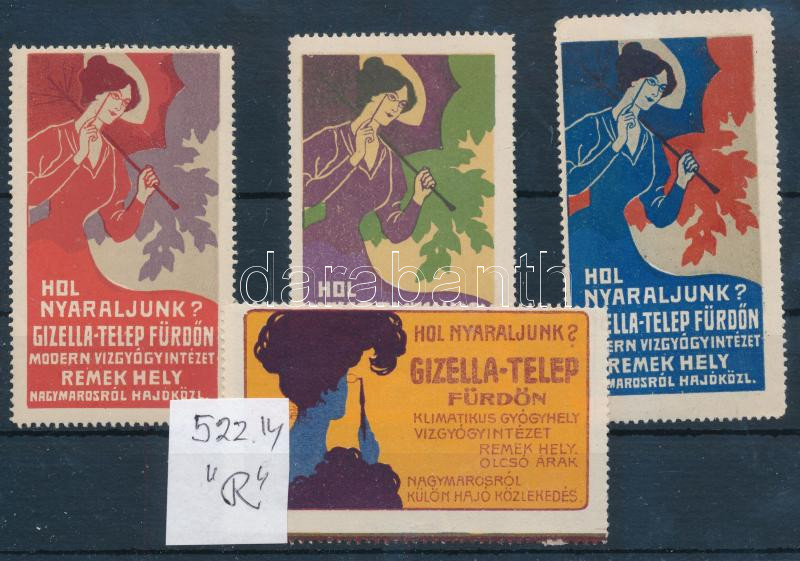 HOL
NYARALJUNK?
GIZELLA-TELEP FÜRDŐN
MODERN VIZGYÓGYINTÉZET
REMEK HELY
NAGYMAROSRÓL HAJÓKÖZL.
HOL
HOL
NYARALJUNK?
ELLA-TELEP FÜRDŐN
ERN VIZGYÓGYINTÉZET
REMEK HELY
MAROSRÓL HAJÓKÖZL.
HOL NYARALJUNK?
GIZELLA-TELEP
FÜRDŐN
KLIMATIKUS GYÓGYHELY
VIZGYÓGYINTÉZET
REMEK HELY.
OLCSÓ ÁRAK
NAGYMAROSRÓL
KÜLÖN HAJÓ KÖZLEKEDÉS
522.14
"R"
darabanth